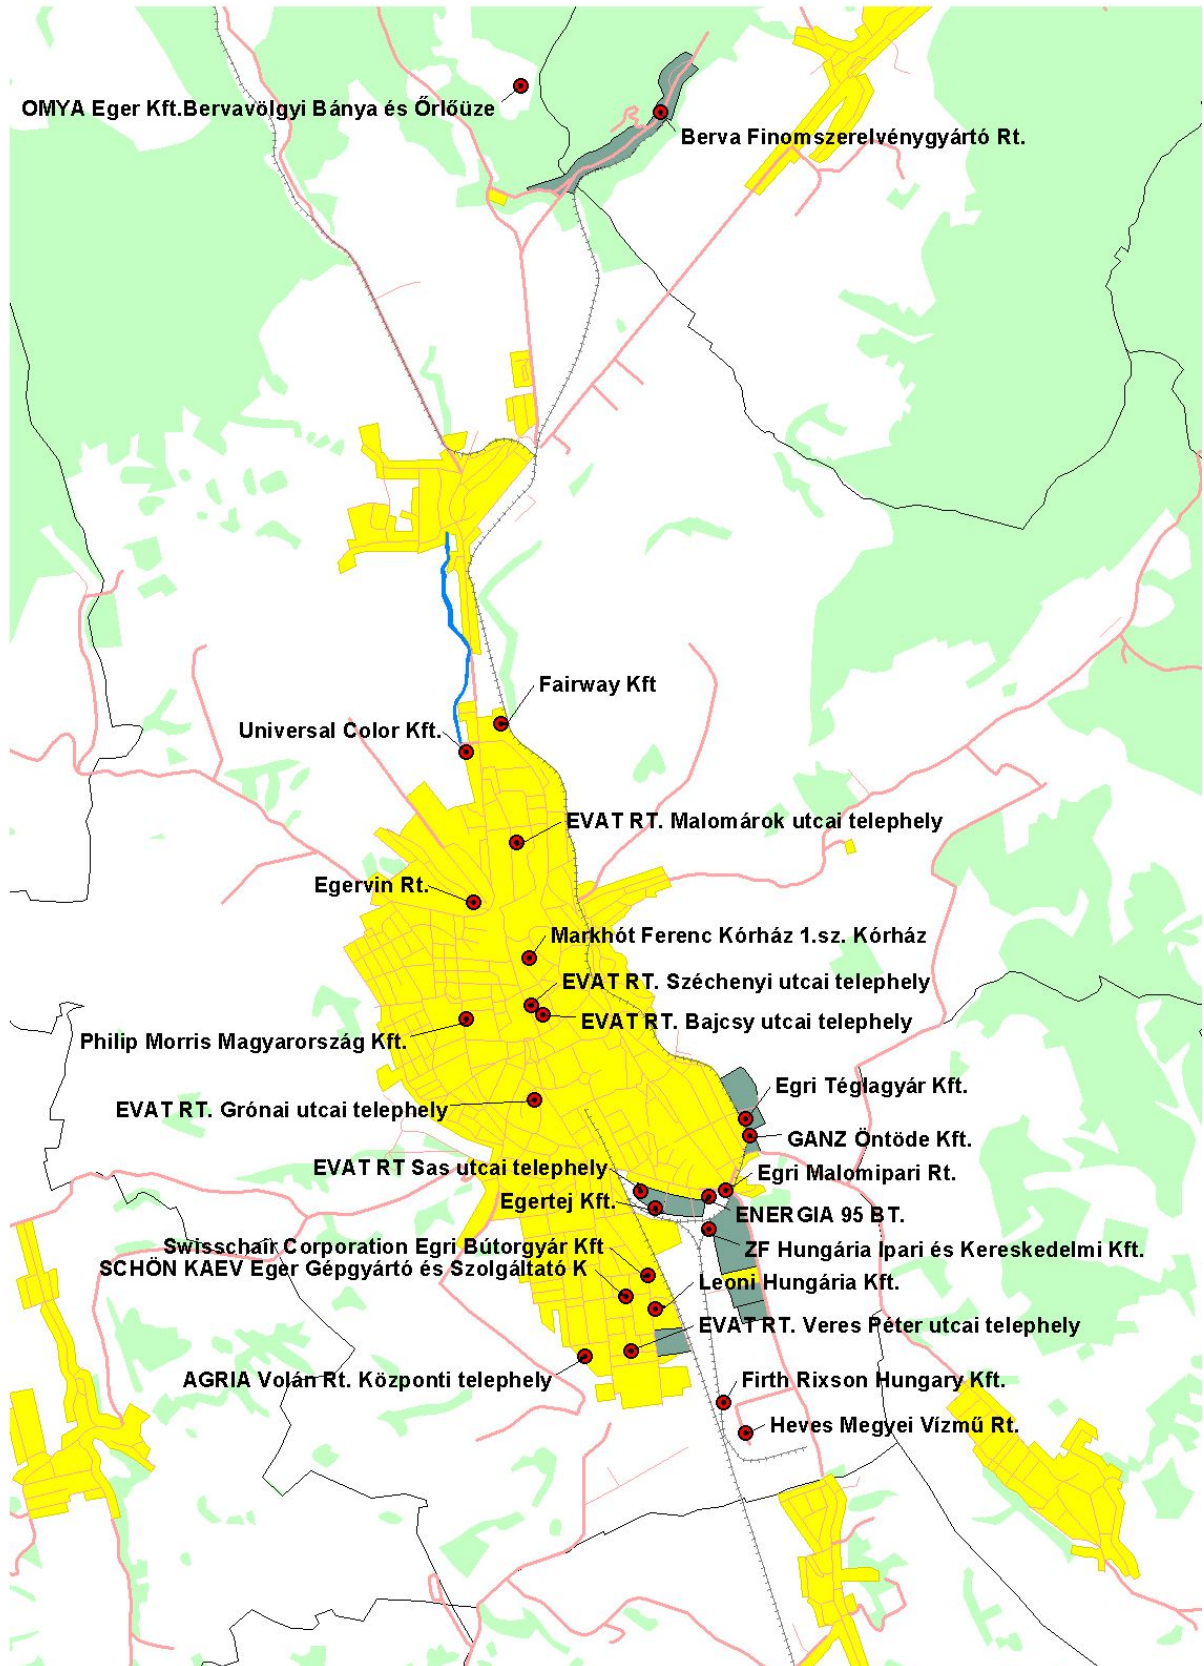 OMYA Eger Kft.Bervavölgyi Bánya és Őrlőüze
Berva Finomszerelvénygyártó Rt.
Fairway Kft
Universal Color Kft.
EVAT RT. Malomárok utcai telephely
Egervin Rt.
Markhót Ferenc Kórház 1.sz. Kórház
EVAT RT. Széchenyi utcai telephely
EVAT RT. Bajcsy utcai telephely
Philip Morris Magyarország Kft.
Egri Téglagyár Kft.
EVAT RT. Grónai utcai telephely
GANZ Öntöde Kft.
EVAT RT Sas utcai telephely
Egri Malomipari Rt.
Egertej Kft.
ENERGIA 95 BT.
Swisschair Corporation Egri Bútorgyár Kft
ZF Hungária Ipari és Kereskedelmi Kft.
SCHÖN KAEV Eger Gépgyártó és Szolgáltató K
Leoni Hungária Kft.
EVAT RT. Veres Péter utcai telephely
AGRIA Volán Rt. Központi telephely
Firth Rixson Hungary Kft.
Heves Megyei Vízmű Rt.